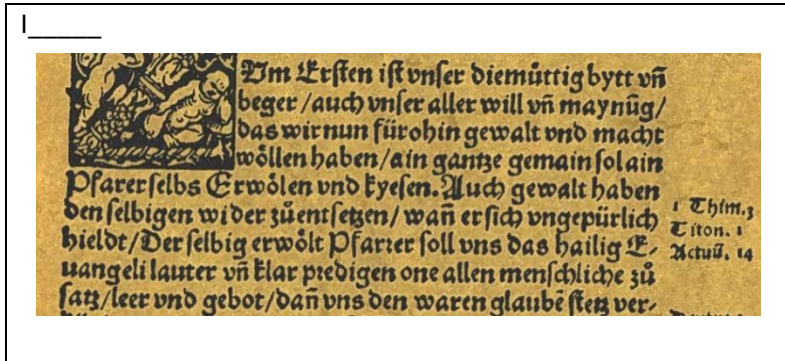 I_____
Um Ersten ist vnser diemůttig bytt vñ
beger / auch vnser aller will vñ maynũg /
das wir nun fürohin gewalt vnd macht
wöllen haben / ain gantze gemain sol ain
Pfarer selbs Erwölen vnd kyesen. Auch gewalt haben
den selbigen wider zůentsetzen / wañ er sich vngepürlich
hieldt / Der selbig erwölt Pfarrer soll vns das hailig E⸗
uangeli lauter vñ klar predigen one allen menschliche zů
satz / leer vnd gebot / dañ vns den waren glaubẽ stetz ver⸗
1 Thim. 3
Titon. 1
Actuũ. 14